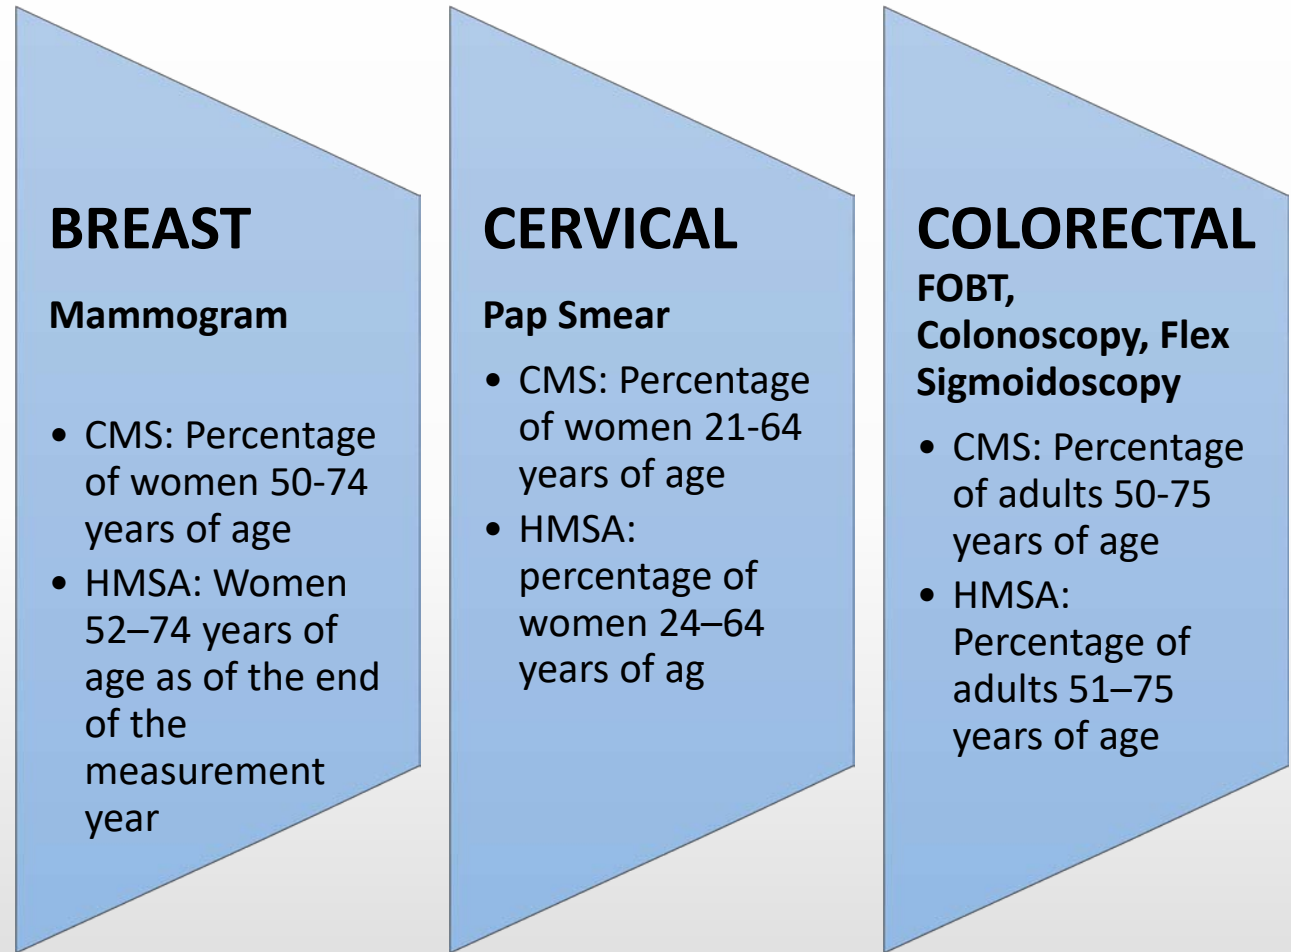 BREAST
Mammogram
• CMS: Percentage
of women 50-74
years of age
• HMSA: Women
52–74 years of
age as of the end
of the
measurement
year
CERVICAL
Pap Smear
• CMS: Percentage
of women 21-64
years of age
• HMSA:
percentage of
women 24–64
years of ag
COLORECTAL
FOBT,
Colonoscopy, Flex
Sigmoidoscopy
• CMS: Percentage
of adults 50-75
years of age
• HMSA:
Percentage of
adults 51–75
years of age